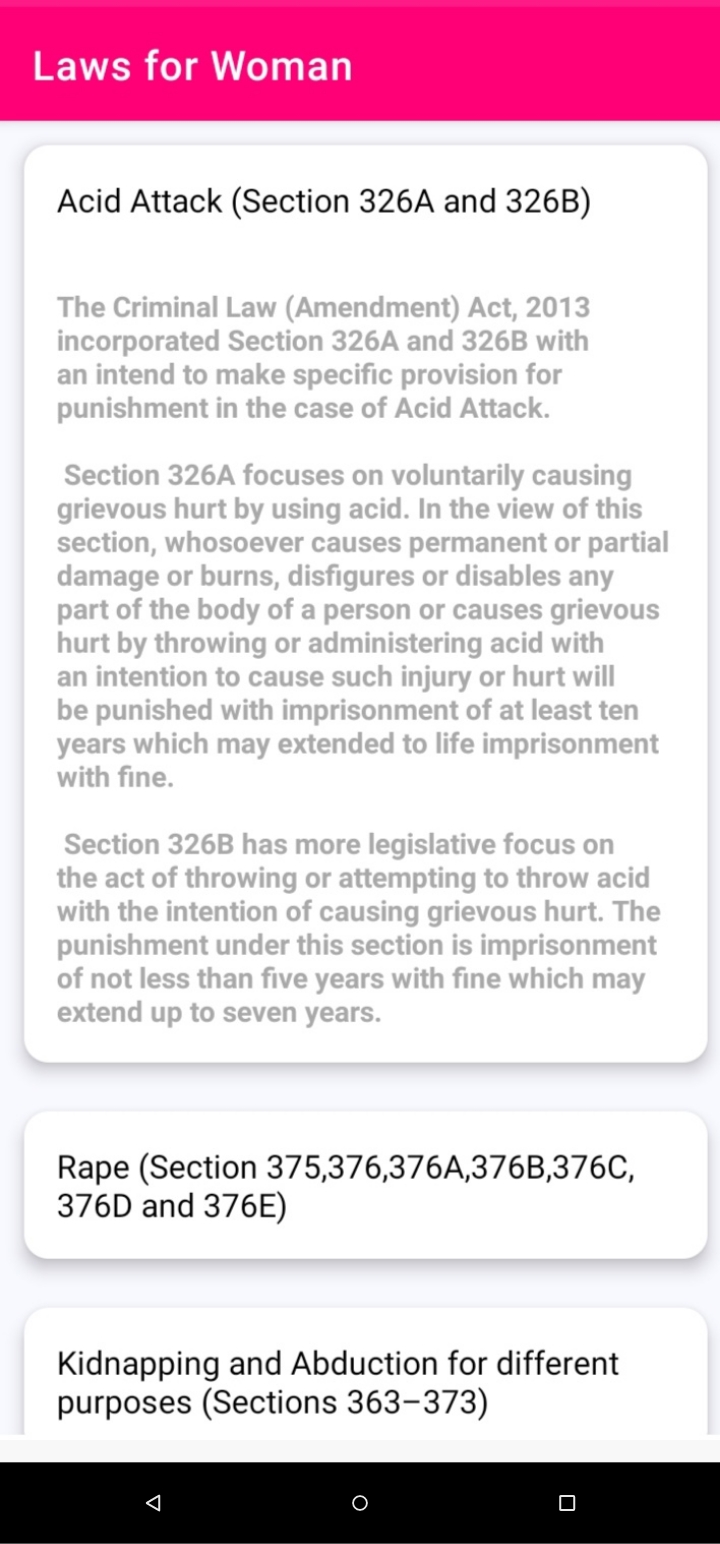 Laws for Woman
Acid Attack (Section 326A and 326B)
The Criminal Law (Amendment) Act, 2013
incorporated Section 326A and 326B with
an intend to make specific provision for
punishment in the case of Acid Attack.
Section 326A focuses on voluntarily causing
grievous hurt by using acid. In the view of this
section, whosoever causes permanent or partial
damage or burns, disfigures or disables any
part of the body of a person or causes grievous
hurt by throwing or administering acid with
an intention to cause such injury or hurt will
be punished with imprisonment of at least ten
years which may extended to life imprisonment
with fine.
Section 326B has more legislative focus on
the act of throwing or attempting to throw acid
with the intention of causing grievous hurt. The
punishment under this section is imprisonment
of not less than five years with fine which may
extend up to seven years.
Rape (Section 375,376,376A,376B,376C,
376D and 376E)
Kidnapping and Abduction for different
purposes (Sections 363–373)